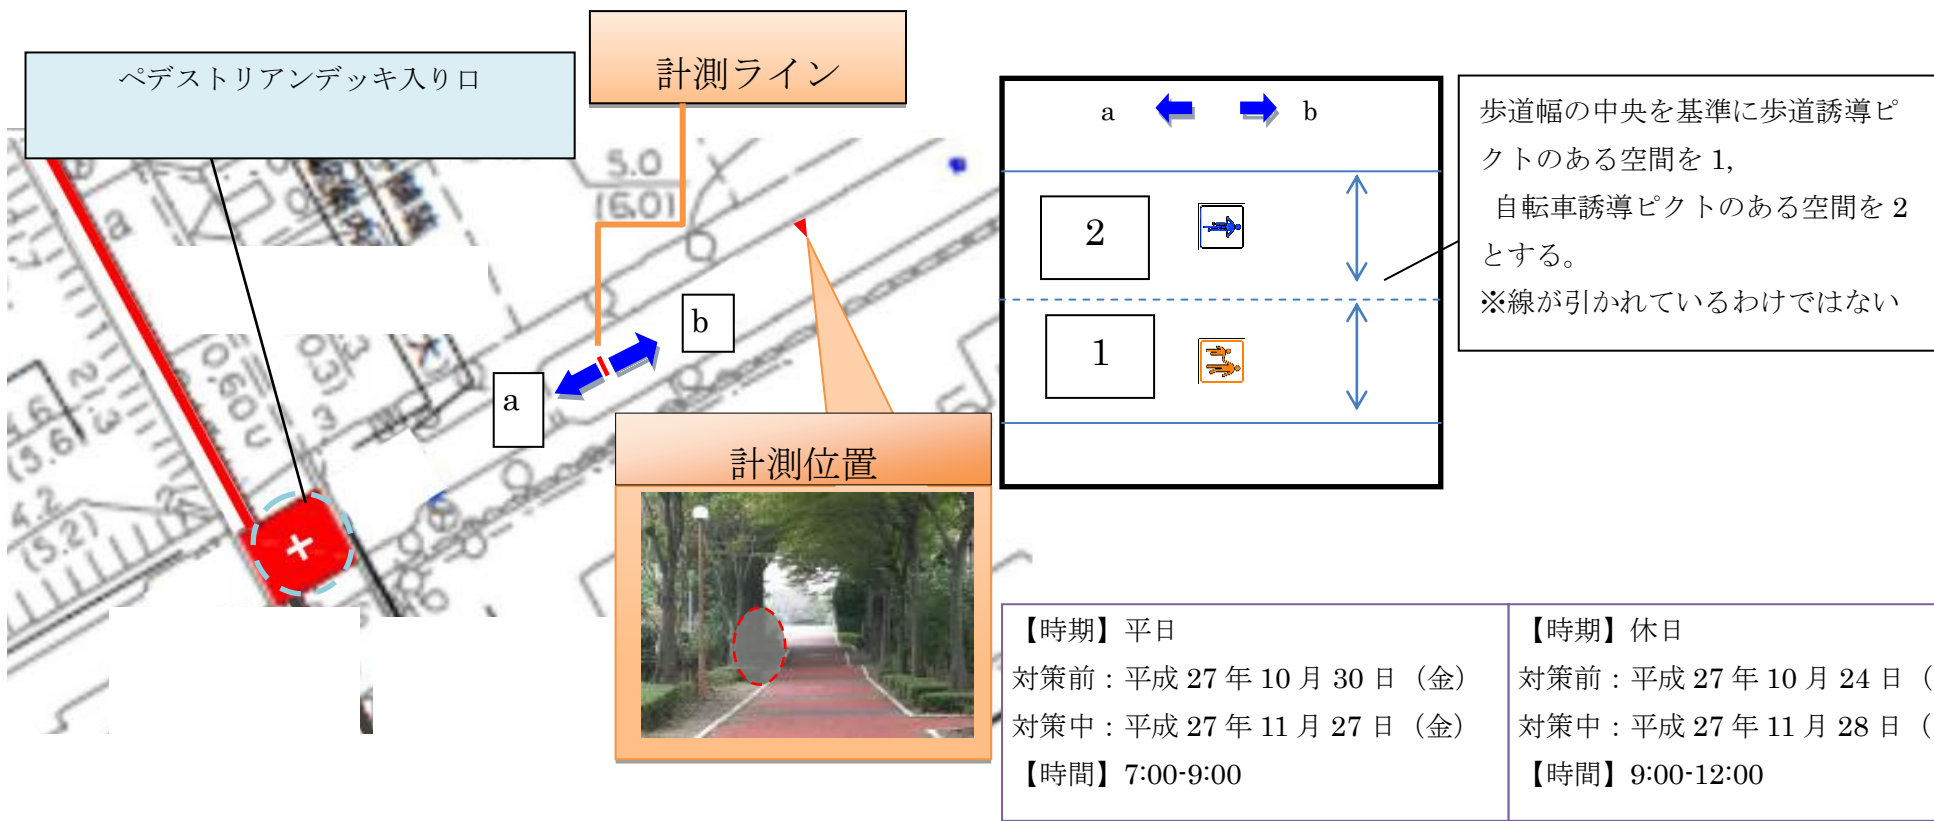 ペデストリアンデッキ入り口
計測ライン
5.0
(6.0)
a
b
計測位置
a
b
2
1
歩道幅の中央を基準に歩道誘導ピ
クトのある空間を 1,
自転車誘導ピクトのある空間を 2
とする。
※線が引かれているわけではない
4.2
(5.2)
(5.6)
【時期】平日
対策前：平成 27 年 10 月 30 日（金）
対策中：平成 27 年 11 月 27 日（金）
【時間】7:00-9:00
【時期】休日
対策前：平成 27 年 10 月 24 日（
対策中：平成 27 年 11 月 28 日（
【時間】9:00-12:00